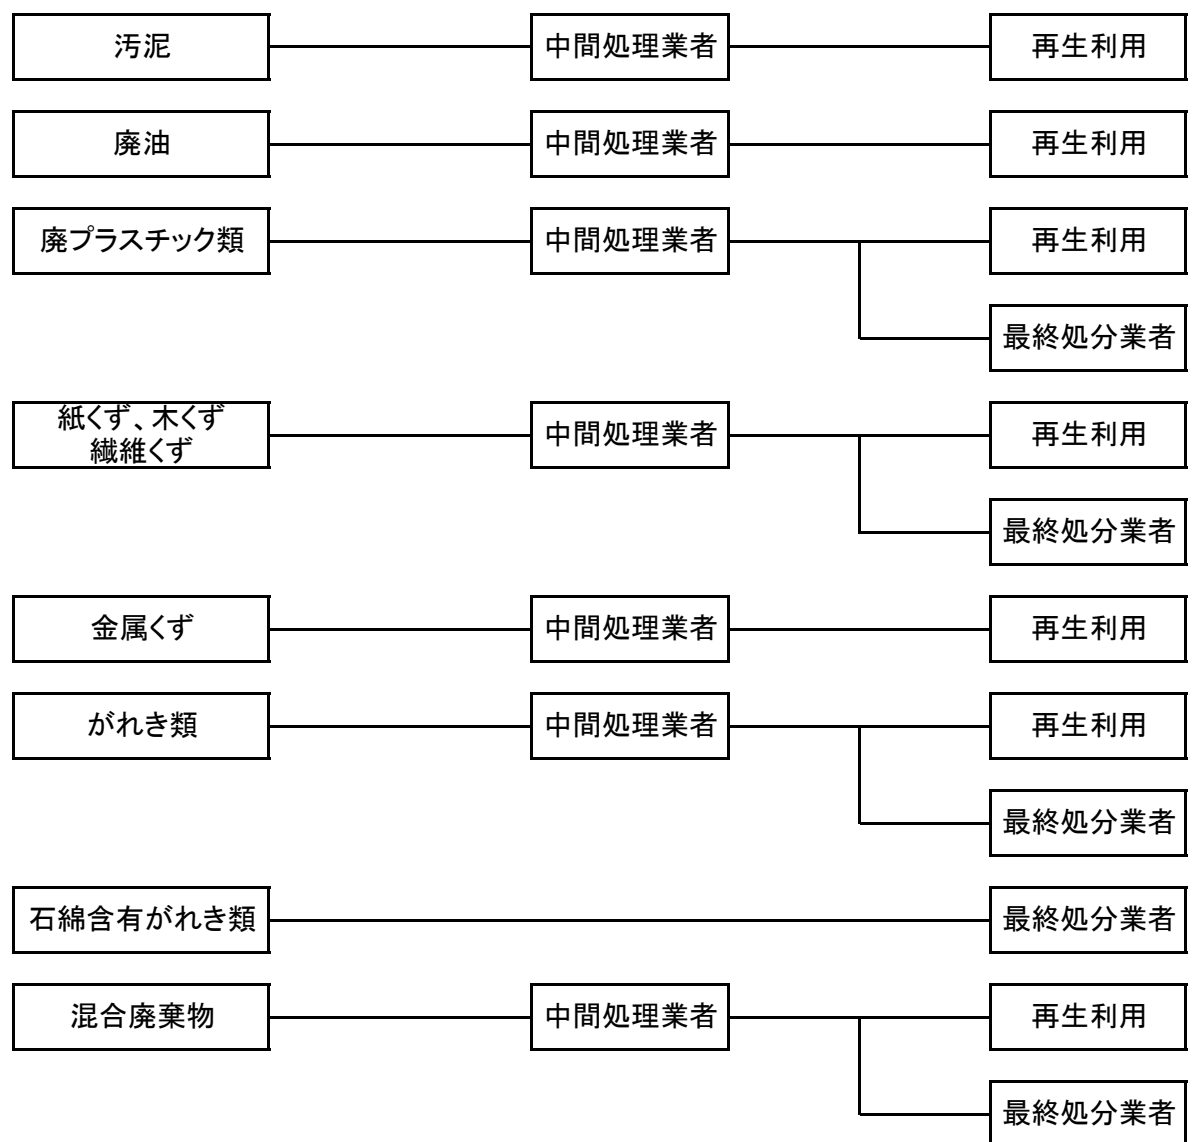 汚泥
中間処理業者
再生利用
廃油
中間処理業者
再生利用
廃プラスチック類
中間処理業者
再生利用
最終処分業者
紙くず、木くず
繊維くず
中間処理業者
再生利用
最終処分業者
金属くず
中間処理業者
再生利用
がれき類
中間処理業者
再生利用
最終処分業者
石綿含有がれき類
最終処分業者
混合廃棄物
中間処理業者
再生利用
最終処分業者